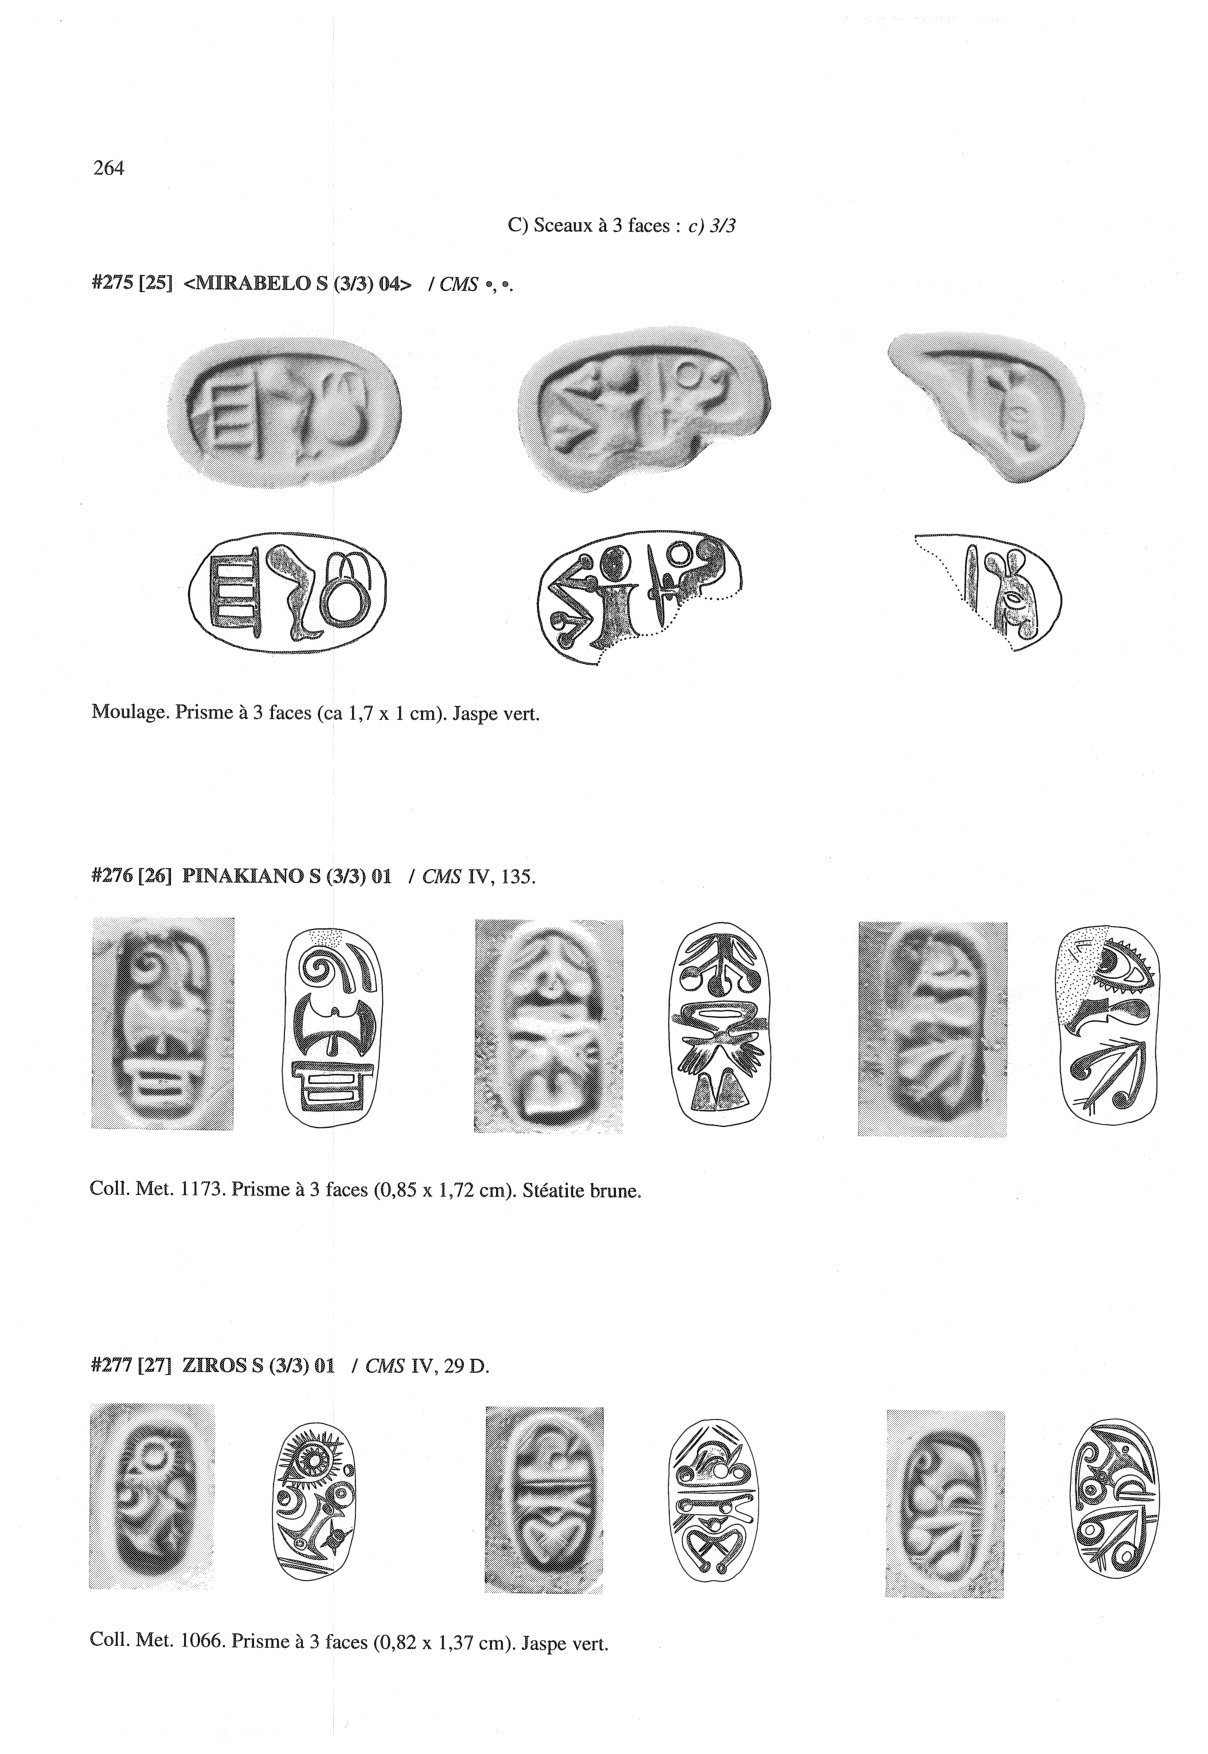 264
C) Sceaux à 3 faces : c) 3/3
#275 [25] <MIRABELO S (3/3) 04> / CMS •, •.
Moulage. Prisme à 3 faces (ca 1,7 x 1 cm). Jaspe vert.
#276 [26] PINAKIANO S (3/3) 01 / CMS IV, 135.
Coll. Met. 1173. Prisme à 3 faces (0,85 x 1,72 cm). Stéatite brune.
#277 [27] ZIROS S (3/3) 01 / CMS IV, 29 D.
Coll. Met. 1066. Prisme à 3 faces (0,82 x 1,37 cm). Jaspe vert.